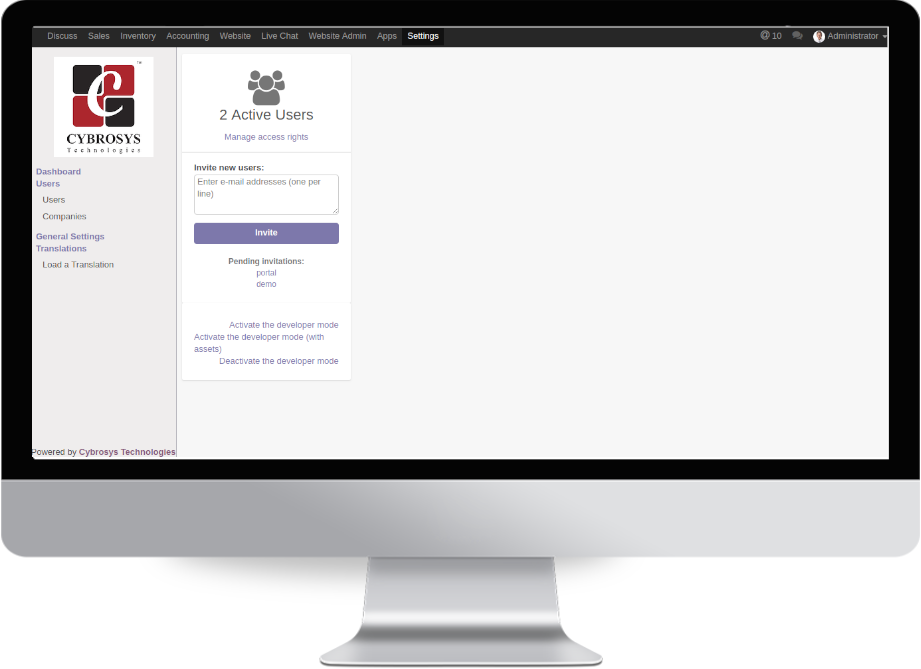 Discuss Sales Inventory Accounting Website Live Chat Website Admin Apps Settings @ 10 Administrator
™
C
CYBROSYS
Technologies
Dashboard
Users
Users
Companies
General Settings
Translations
Load a Translation
Powered by Cybrosys Technologies
2 Active Users
Manage access rights
Invite new users:
Enter e-mail addresses (one per
line)
Invite
Pending invitations:
portal
demo
Activate the developer mode
Activate the developer mode (with
assets)
Deactivate the developer mode